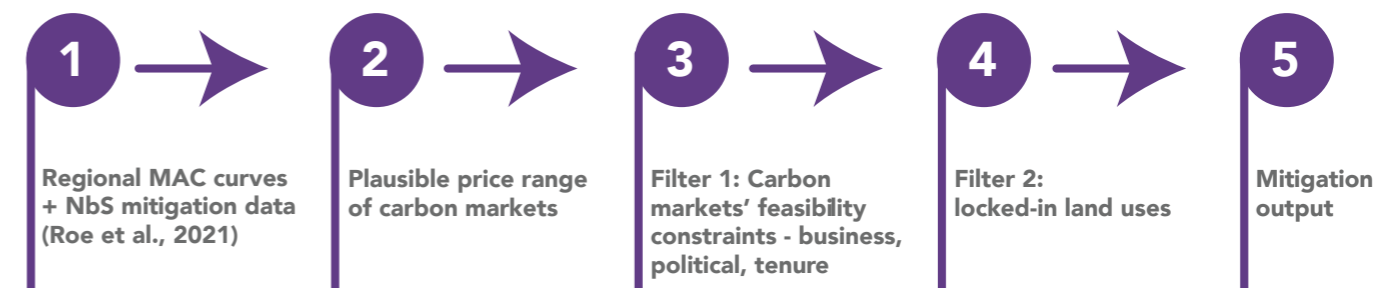 1
2
3
4
5
Regional MAC curves
+ NbS mitigation data
(Roe et al., 2021)
Plausible price range
of carbon markets
Filter 1: Carbon
markets’ feasibility
constraints - business,
political, tenure
Filter 2:
locked-in land uses
Mitigation
output